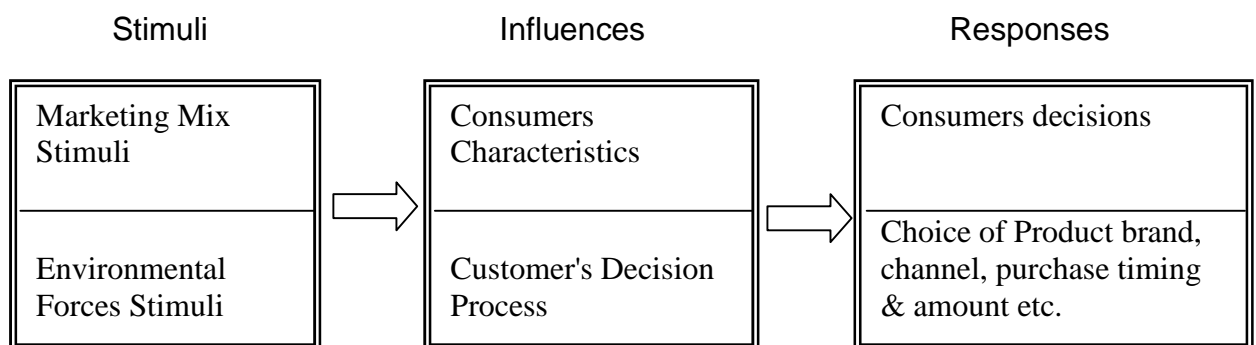 Stimuli
Influences
Responses
Marketing Mix
Stimuli
Environmental
Forces Stimuli
Consumers
Characteristics
Customer's Decision
Process
Consumers decisions
Choice of Product brand,
channel, purchase timing
& amount etc.